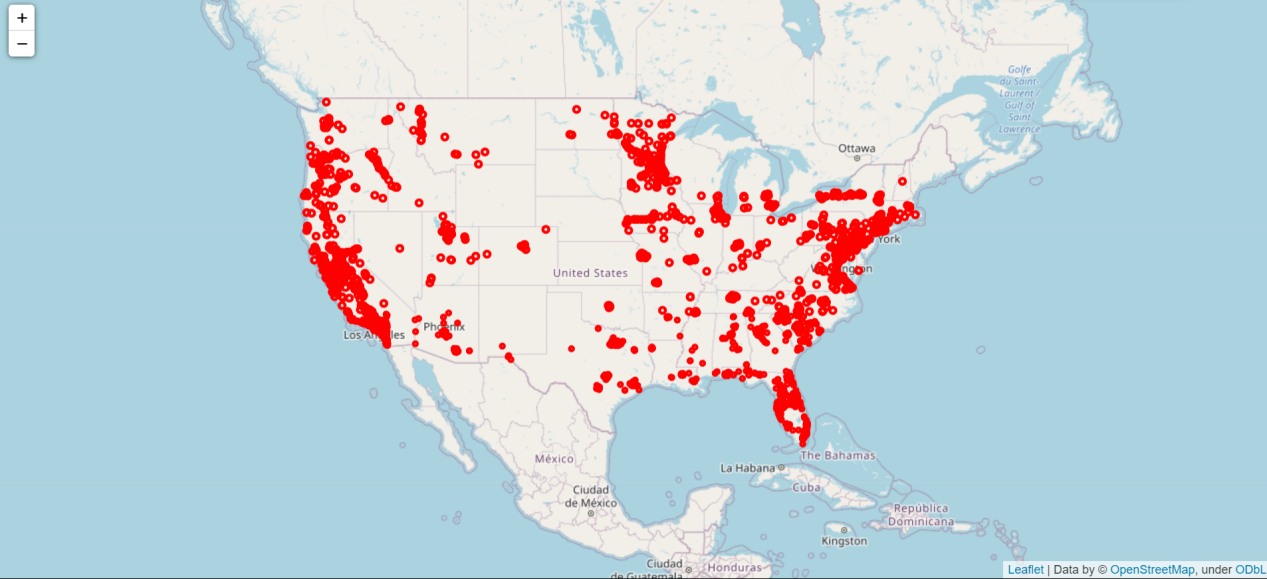 +
−
Golfe
du Saint-
Laurent /
Gulf of
Saint
Lawrence
Ottawa
York
United States
Los Angeles
Phoenix
México
The Bahamas
La Habana
Cuba
Ciudad
de México
República
Dominicana
Kingston
Ciudad
de Guatemala
Honduras
Leaflet | Data by © OpenStreetMap, under ODbL